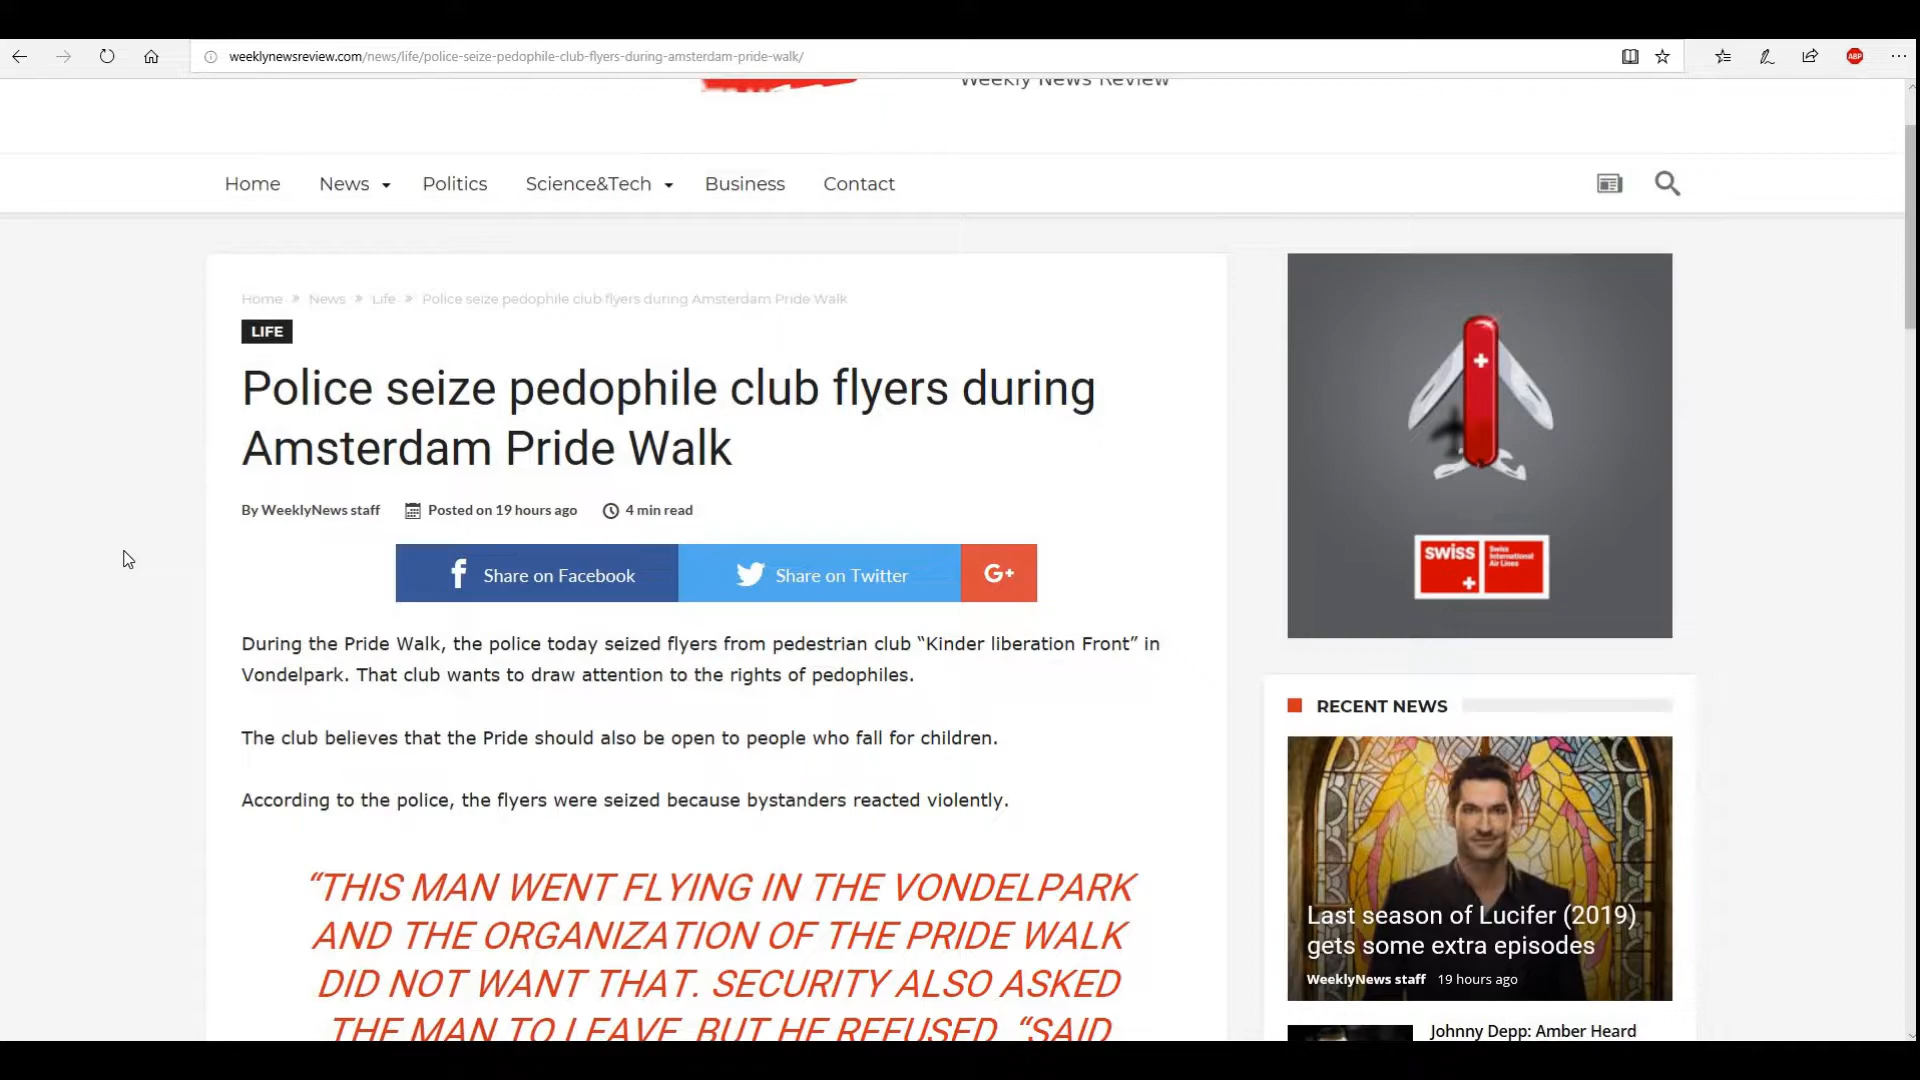 weeklynewsreview.com/news/life/police-seize-pedophile-club-flyers-during-amsterdam-pride-walk/
ABP
Weekly News Review
Home News Politics Science&Tech Business Contact
Home » News » Life » Police seize pedophile club flyers during Amsterdam Pride Walk
LIFE
Police seize pedophile club flyers during
Amsterdam Pride Walk
By WeeklyNews staff Posted on 19 hours ago 4 min read
f Share on Facebook Share on Twitter G+
During the Pride Walk, the police today seized flyers from pedestrian club “Kinder liberation Front” in
Vondelpark. That club wants to draw attention to the rights of pedophiles.
The club believes that the Pride should also be open to people who fall for children.
According to the police, the flyers were seized because bystanders reacted violently.
“THIS MAN WENT FLYING IN THE VONDELPARK
AND THE ORGANIZATION OF THE PRIDE WALK
DID NOT WANT THAT. SECURITY ALSO ASKED
THE MAN TO LEAVE, BUT HE REFUSED, “SAID
swiss Swiss
International
Air Lines
RECENT NEWS
Last season of Lucifer (2019)
gets some extra episodes
WeeklyNews staff 19 hours ago
Johnny Depp: Amber Heard